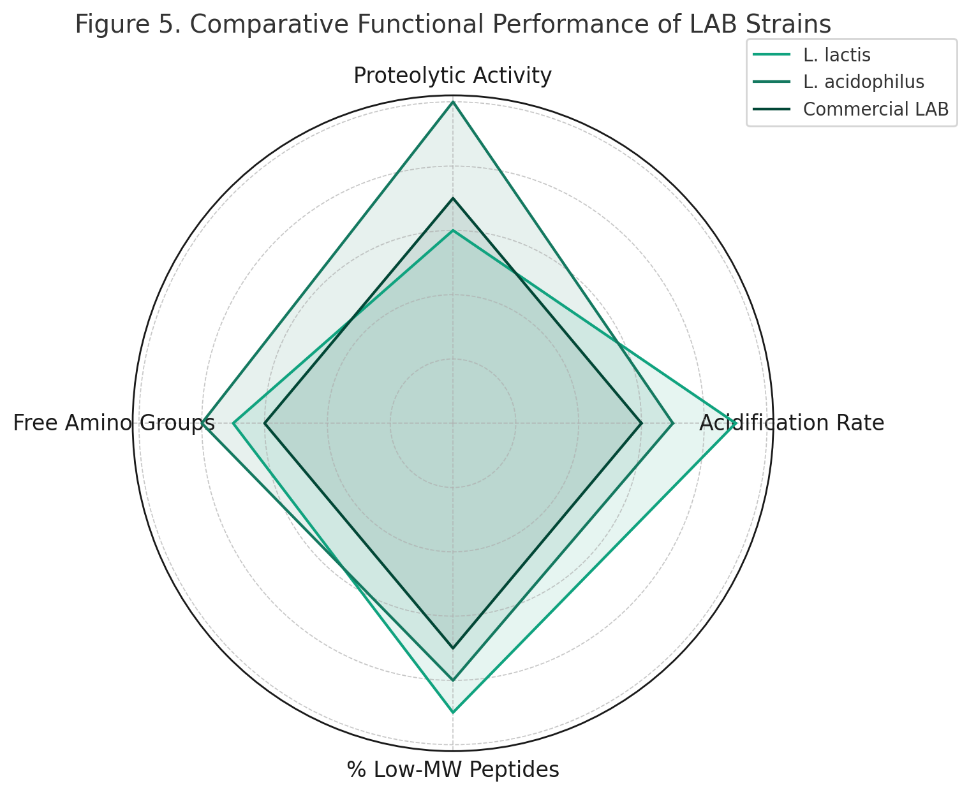 Figure 5. Comparative Functional Performance of LAB Strains
L. lactis
L. acidophilus
Commercial LAB
Proteolytic Activity
Free Amino Groups
Acidification Rate
% Low-MW Peptides